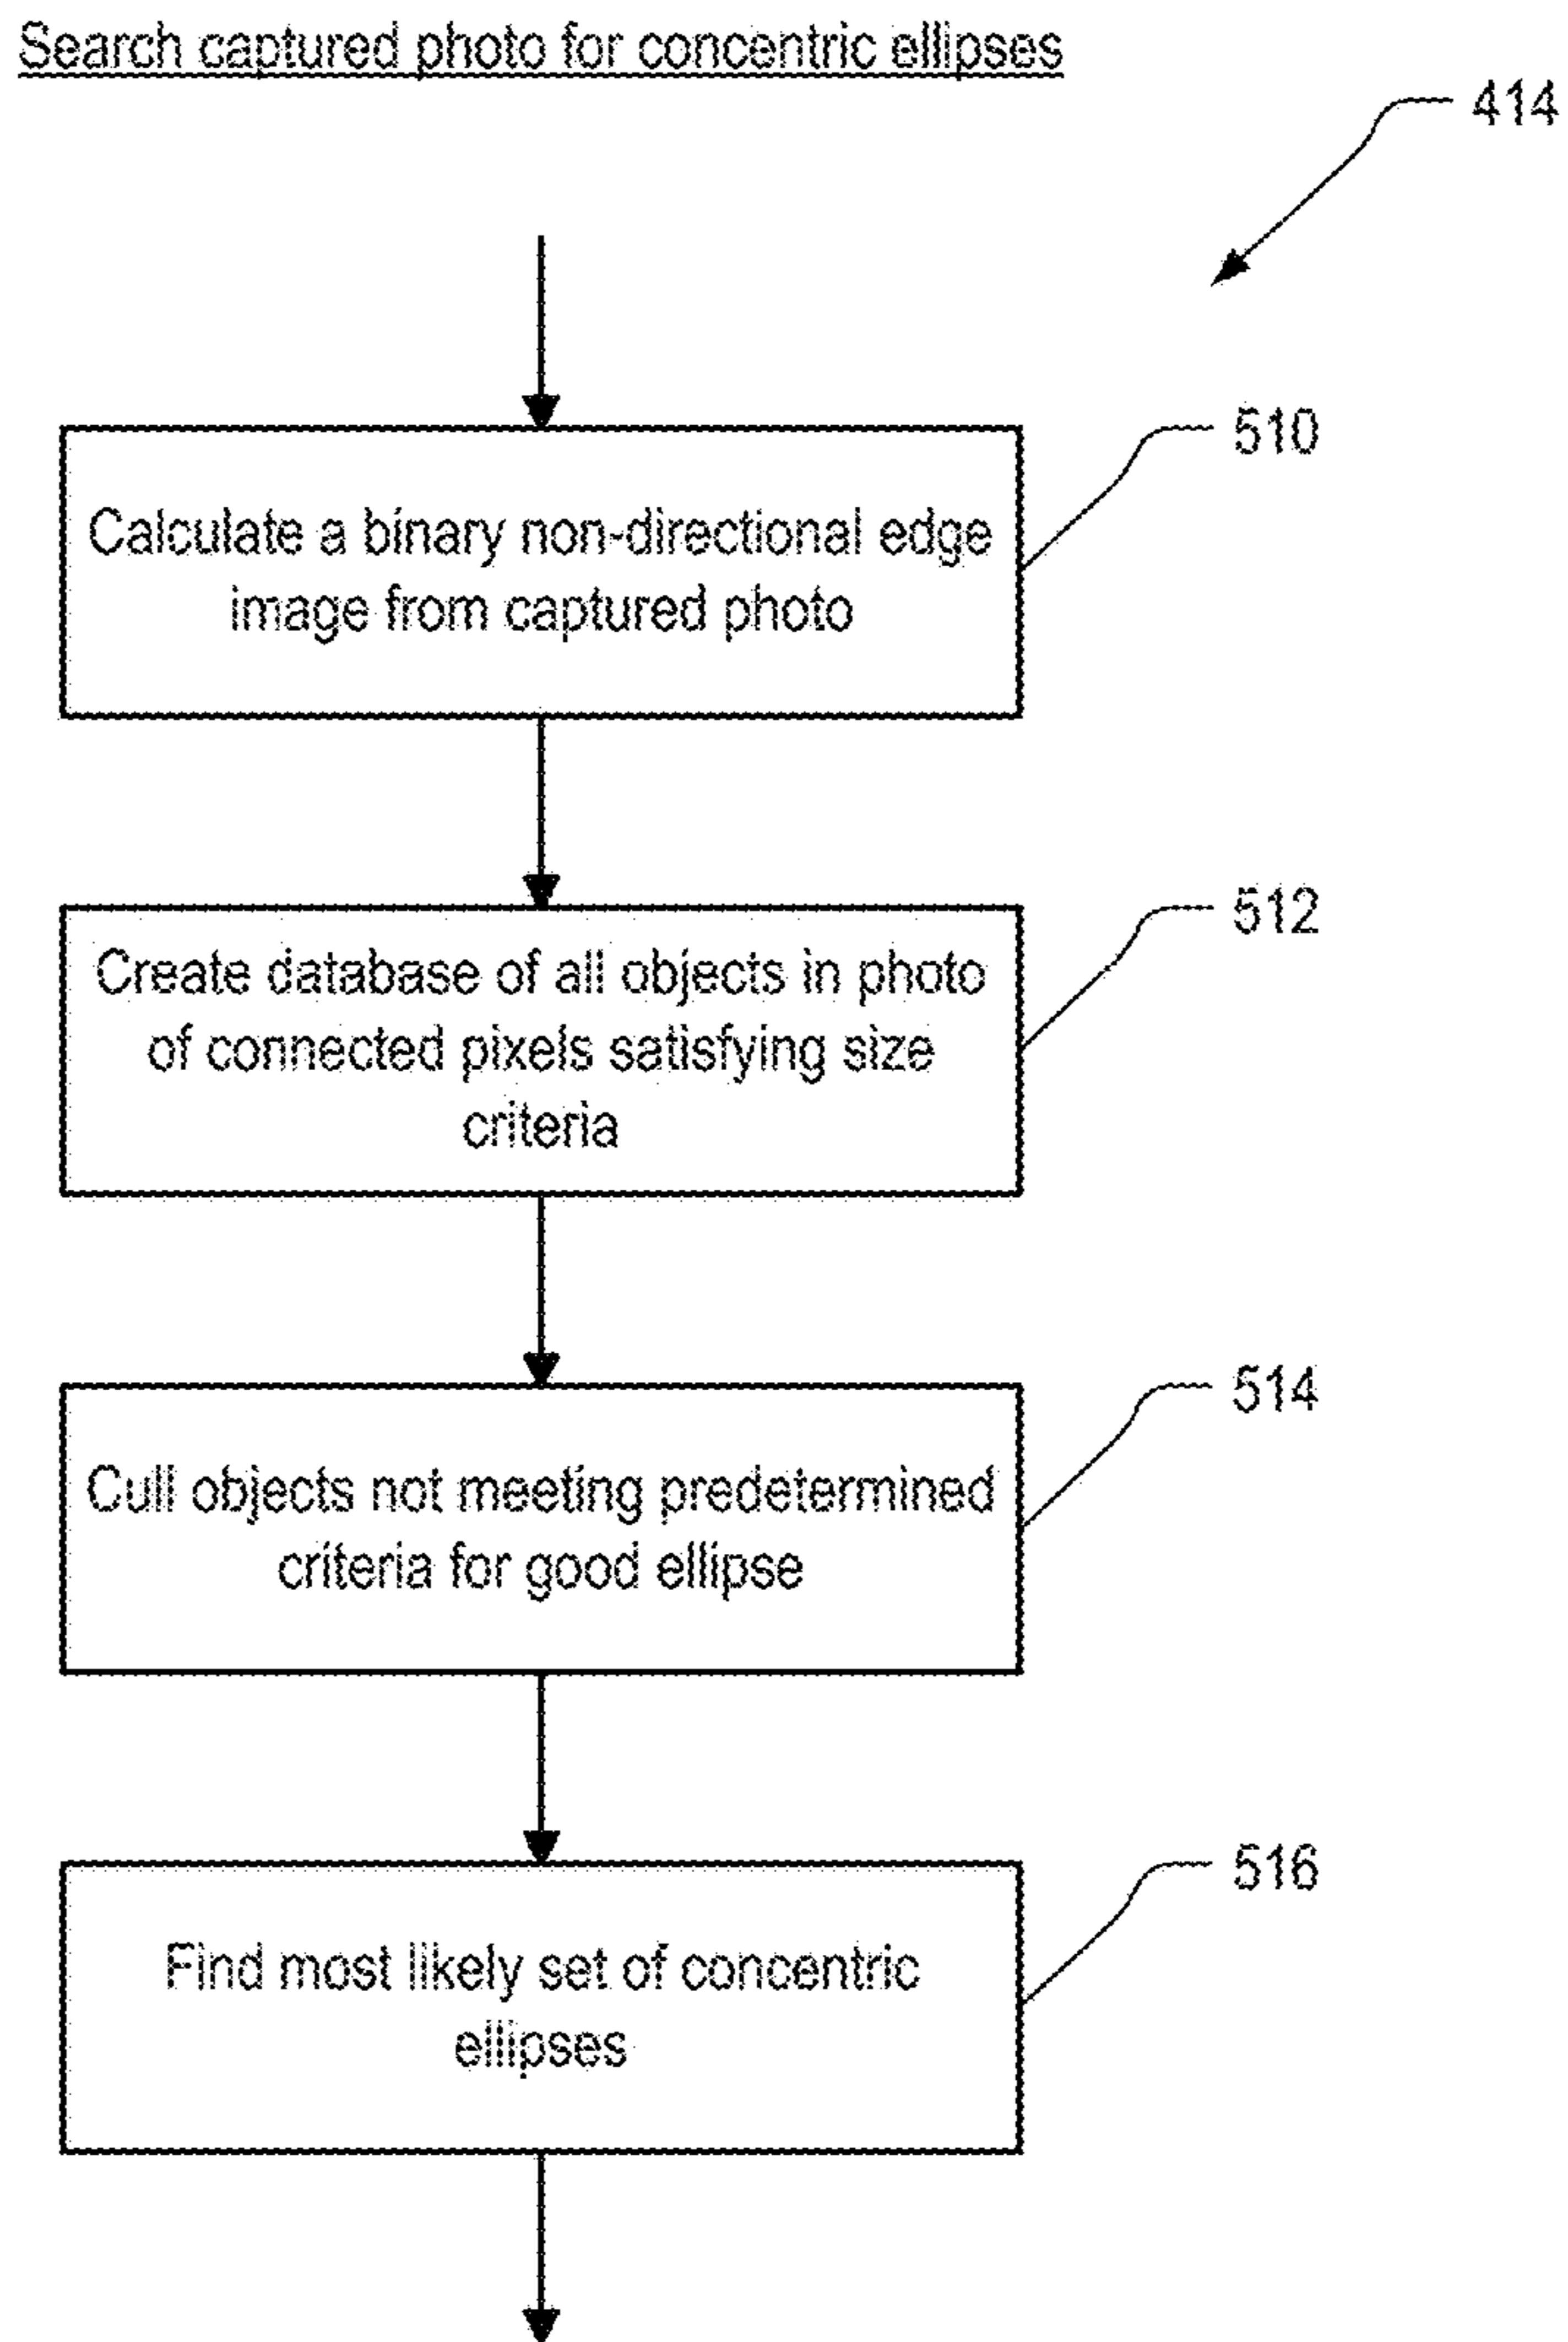 Search captured photo for concentric ellipses
414
510
Calculate a binary non-directional edge
image from captured photo
512
Create database of all objects in photo
of connected pixels satisfying size
criteria
514
Cull objects not meeting predetermined
criteria for good ellipse
516
Find most likely set of concentric
ellipses